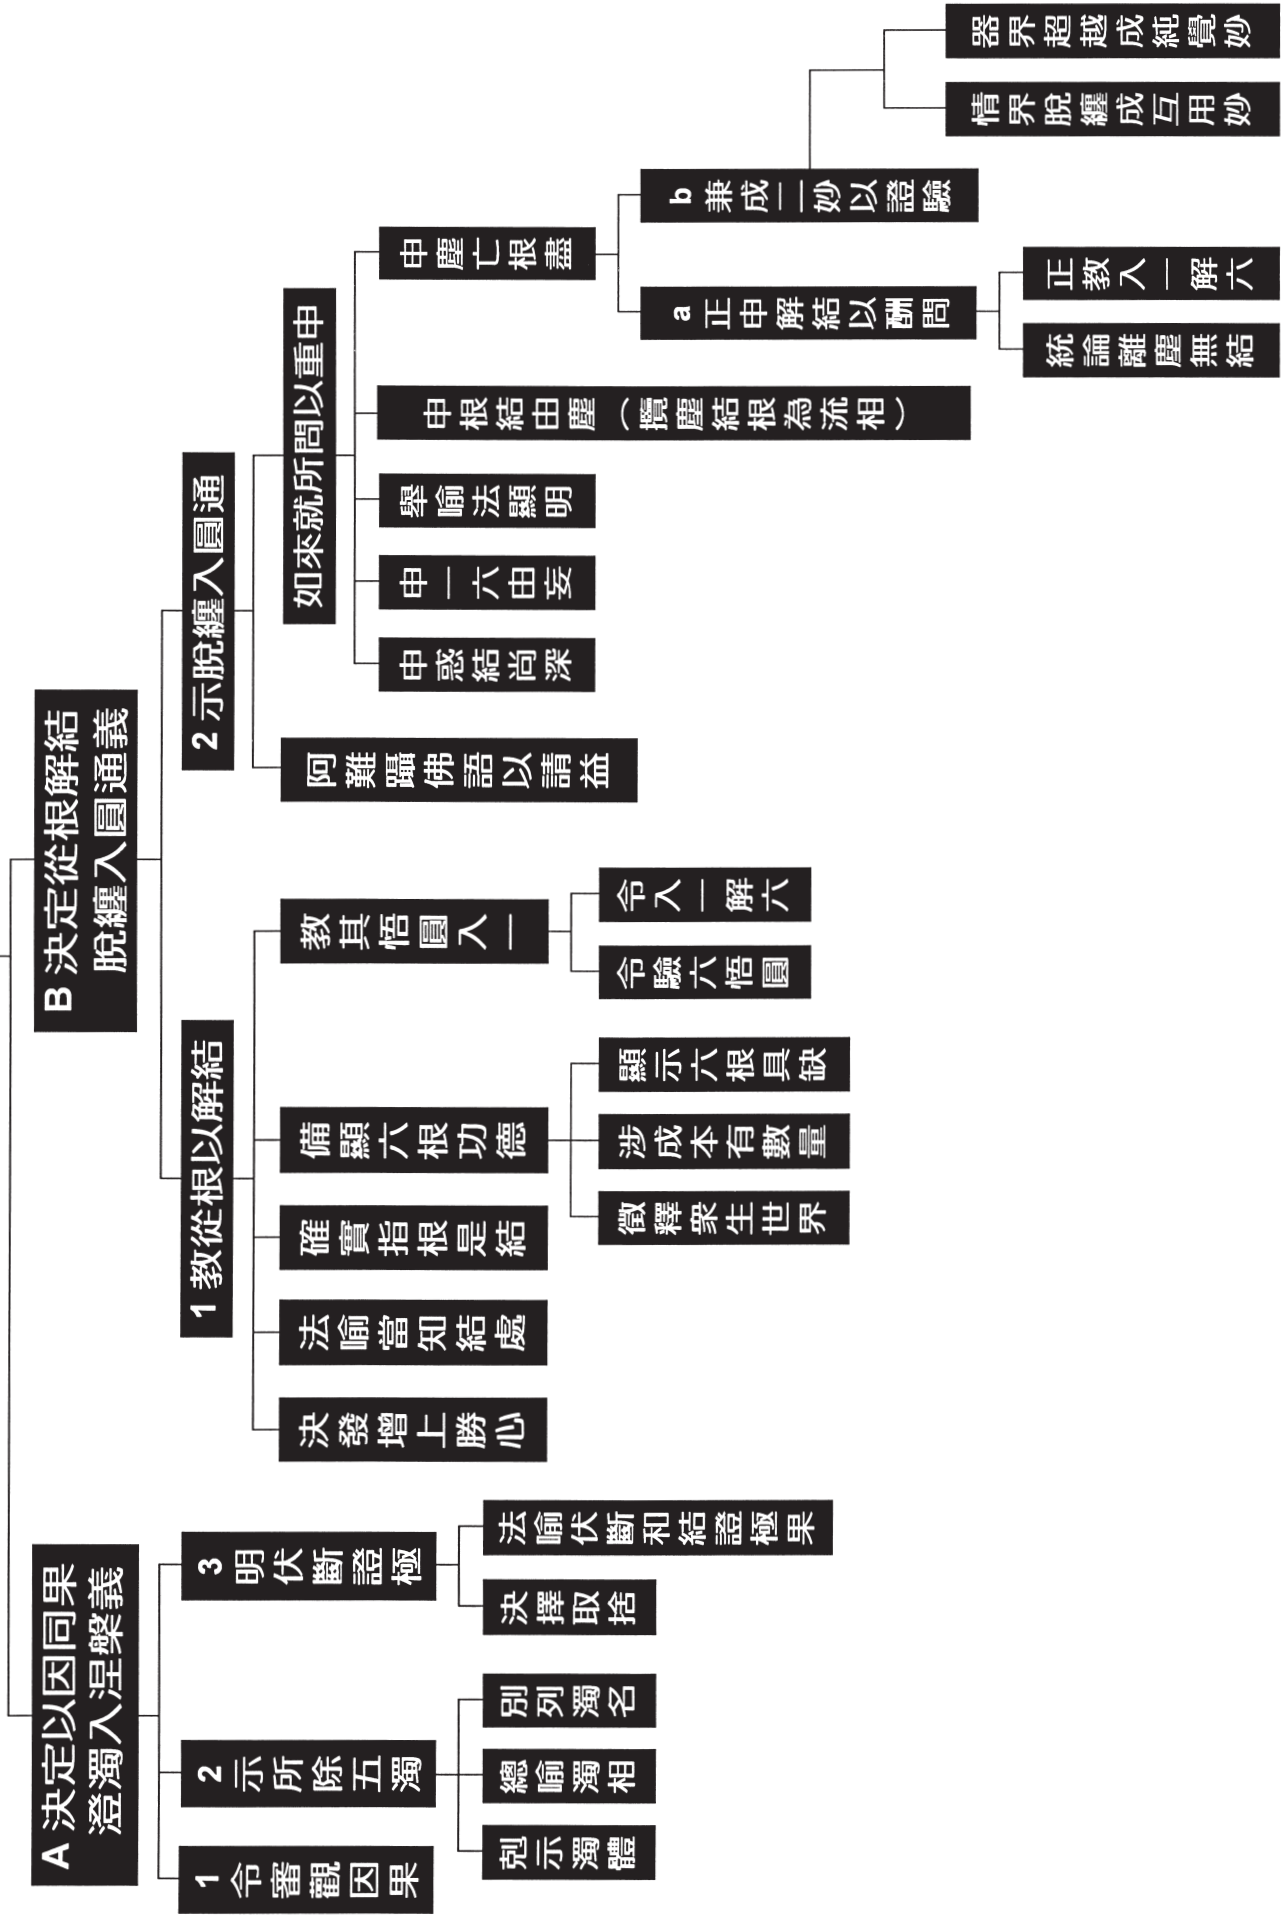 A 決定以因同果
澄濁入涅槃義
1 令審觀因果
2 示所除五濁
剋示濁體
總喻濁相
別列濁名
3 明伏斷證極
決擇取捨
法喻伏斷和結證極果
B 決定從根解結
脫纏入圓通義
1 教從根以解結
決發增上勝心
法喻當知結處
確實指根是結
備顯六根功德
徵釋衆生世界
涉成本有數量
顯示六根具缺
教其悟圓入一
令驗六悟圓
令入一解六
2 示脫纏入圓通
阿難躡佛語以請益
如來就所問以重申
申惑結尚深
申一六由妄
舉喻法顯明
申根結由塵（攬塵結根為流相）
申塵亡根盡
a 正申解結以酬問
統論離塵無結
正教入一解六
b 兼成二妙以證驗
情界脫纏成互用妙
器界超越成純覺妙